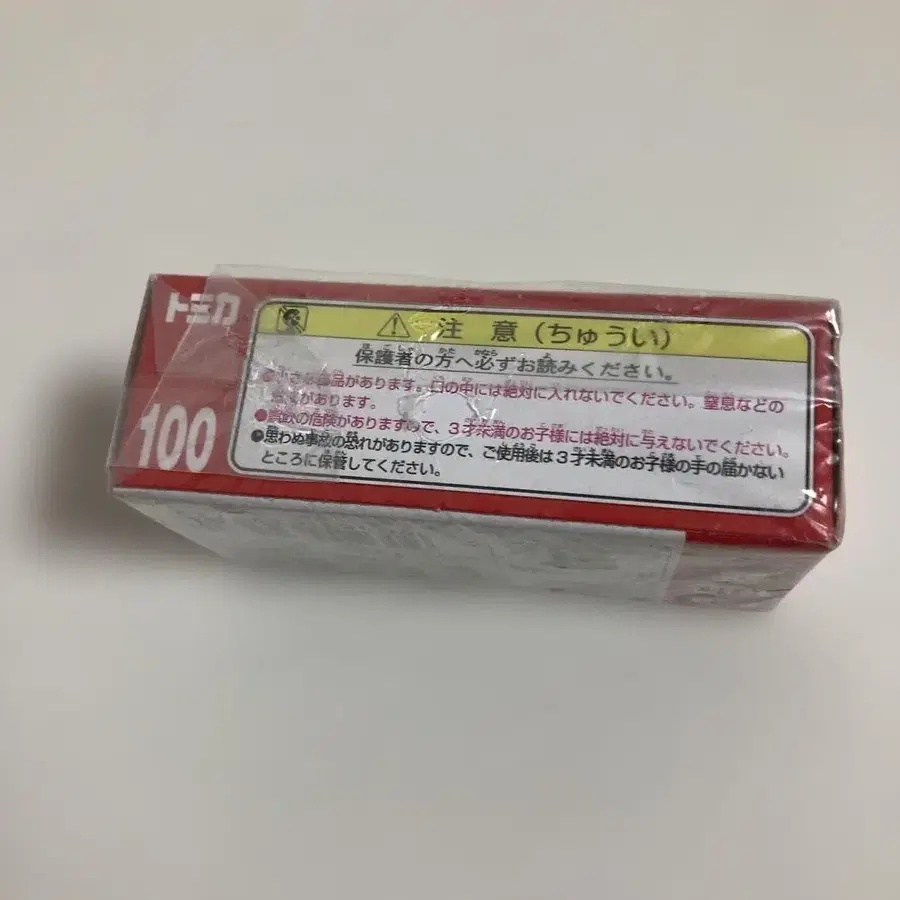 トミカ
100
注意(ちゅうい)
保護者の方へ必ずお読みください。
●小さな部品があります。口の中には絶対に入れないでください。窒息などの
危険があります。
●誤飲の危険がありますので、3才未満のお子様には絶対に与えないでください。
●思わぬ事故の恐れがありますので、ご使用後は3才未満のお子様の手の届かない
ところに保管してください。